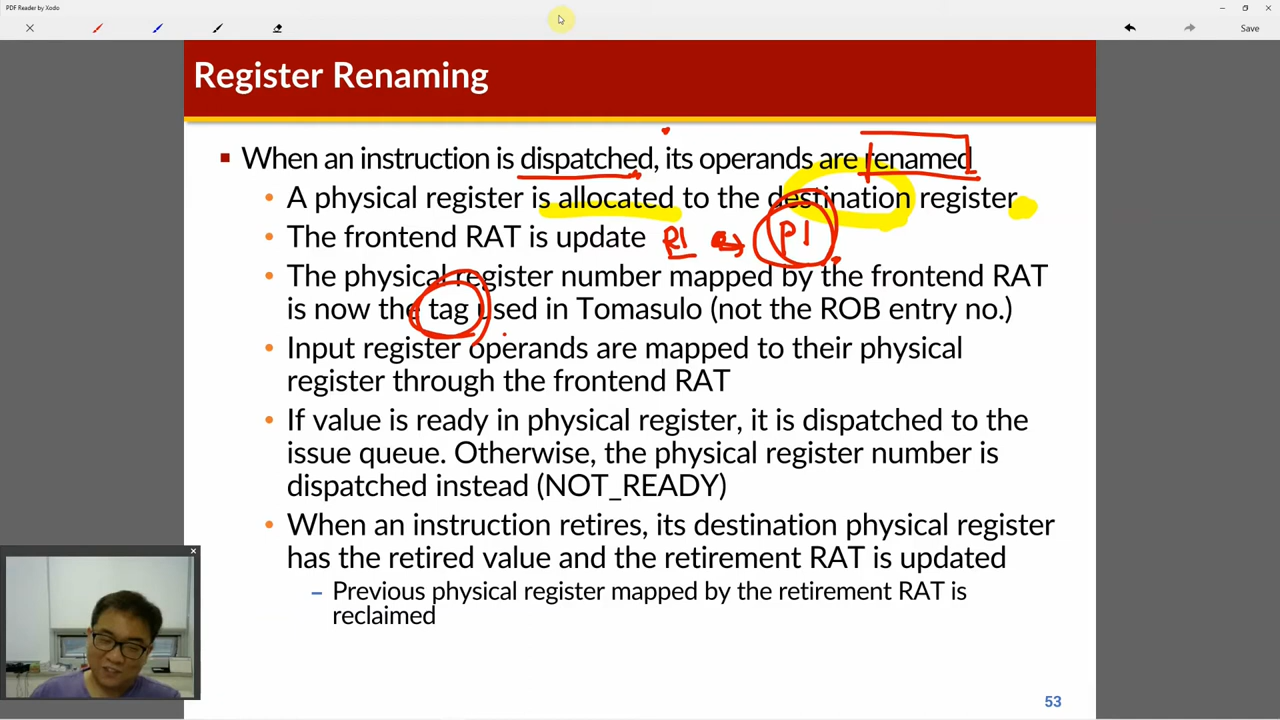 PDF Reader by Xodo
Save
Register Renaming
When an instruction is dispatched, its operands are renamed
A physical register is allocated to the destination register
The frontend RAT is update R1 P1
The physical register number mapped by the frontend RAT
is now the tag used in Tomasulo (not the ROB entry no.)
Input register operands are mapped to their physical
register through the frontend RAT
If value is ready in physical register, it is dispatched to the
issue queue. Otherwise, the physical register number is
dispatched instead (NOT_READY)
When an instruction retires, its destination physical register
has the retired value and the retirement RAT is updated
– Previous physical register mapped by the retirement RAT is
reclaimed
53